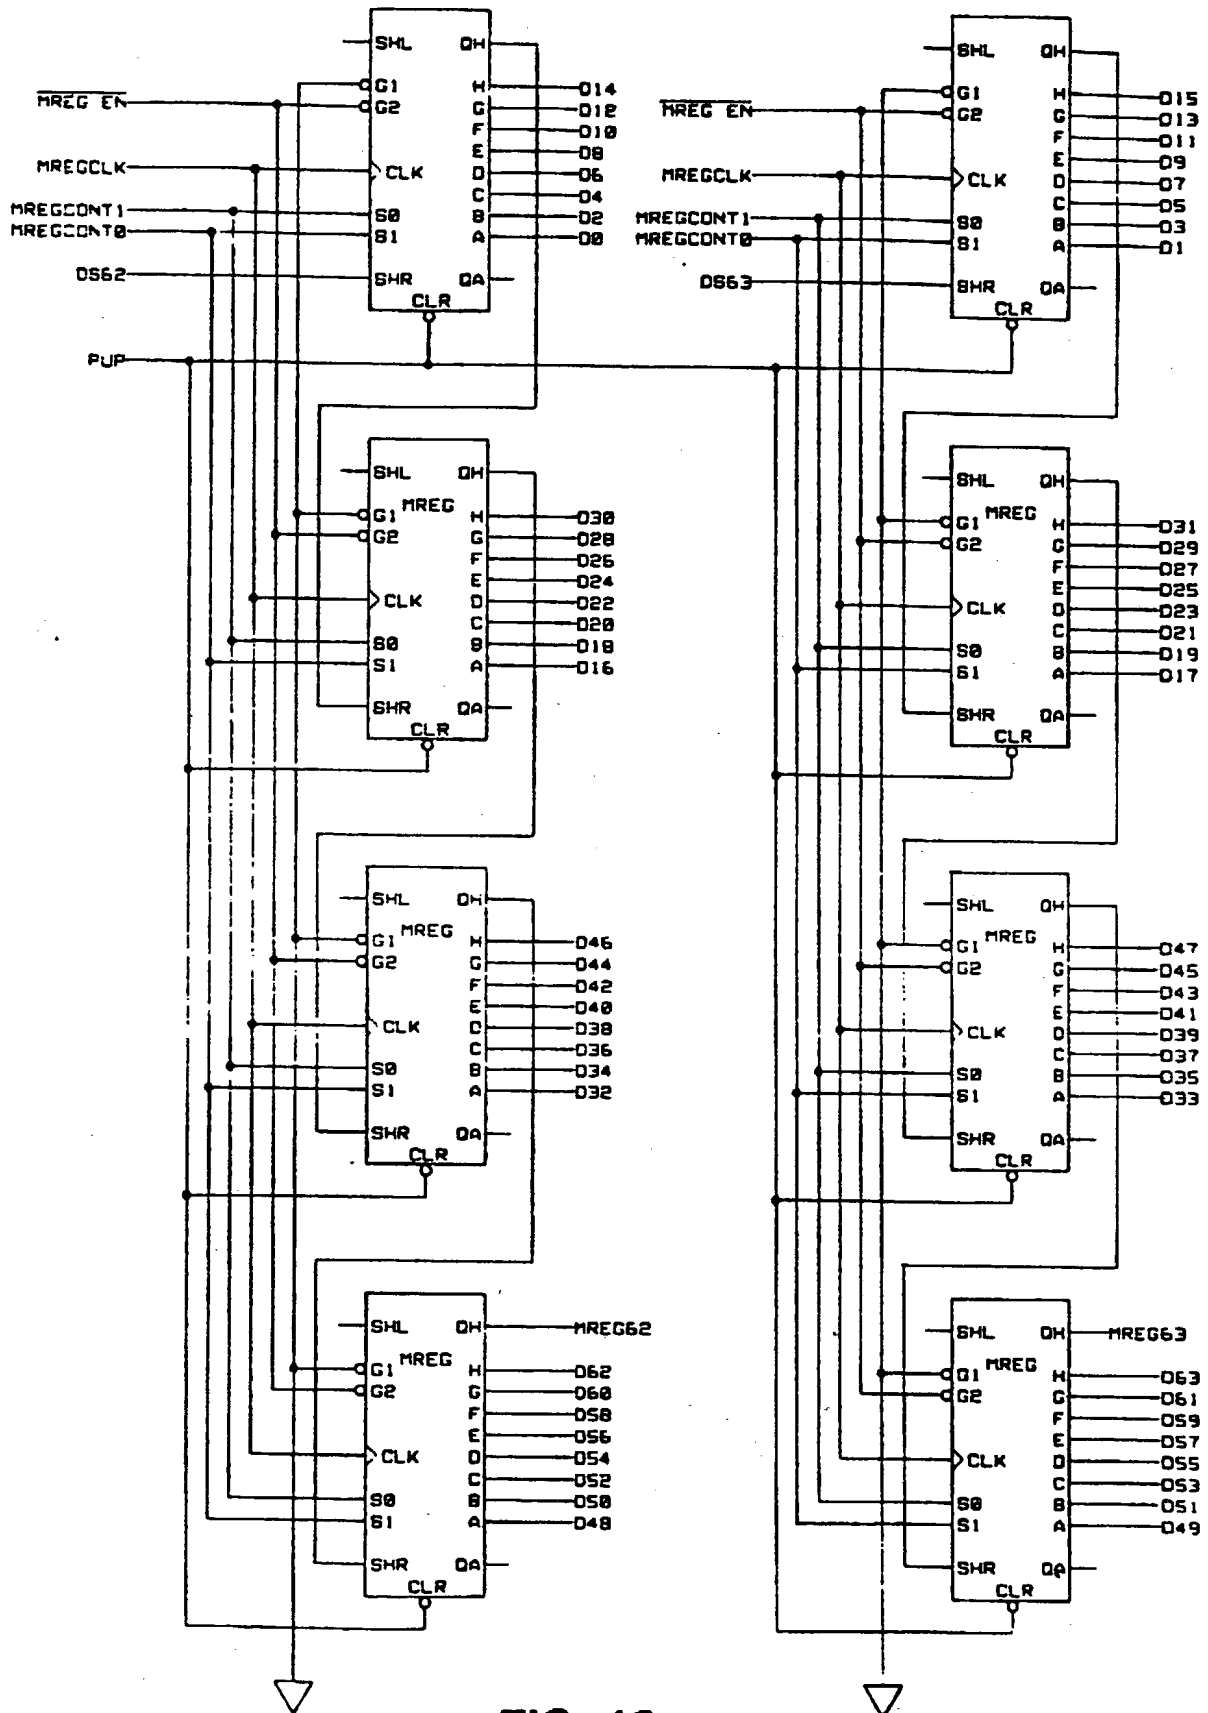 SHL QH
G1 H D14
MREG EN G2 G D12
F D10
E D8
MREGCLK CLK D D6
C D4
MREGCONT1 S0 B D2
MREGCONT0 S1 A D0
DS62 SHR QA
CLR
PUP
SHL QH
MREG
G1 H D30
G2 G D28
F D26
E D24
CLK D D22
C D20
S0 B D18
S1 A D16
SHR QA
CLR
SHL QH
MREG
G1 H D46
G2 G D44
F D42
E D40
CLK D D38
C D36
S0 B D34
S1 A D32
SHR QA
CLR
SHL QH MREG62
MREG
G1 H D62
G2 G D60
F D58
E D56
CLK D D54
C D52
S0 B D50
S1 A D48
SHR QA
CLR
SHL QH
G1 H D15
MREG EN G2 G D13
F D11
E D9
MREGCLK CLK D D7
C D5
MREGCONT1 S0 B D3
MREGCONT0 S1 A D1
DS63 SHR QA
CLR
SHL QH
MREG
G1 H D31
G2 G D29
F D27
E D25
CLK D D23
C D21
S0 B D19
S1 A D17
SHR QA
CLR
SHL QH
MREG
G1 H D47
G2 G D45
F D43
E D41
CLK D D39
C D37
S0 B D35
S1 A D33
SHR QA
CLR
SHL QH MREG63
MREG
G1 H D63
G2 G D61
F D59
E D57
CLK D D55
C D53
S0 B D51
S1 A D49
SHR QA
CLR
FIG.